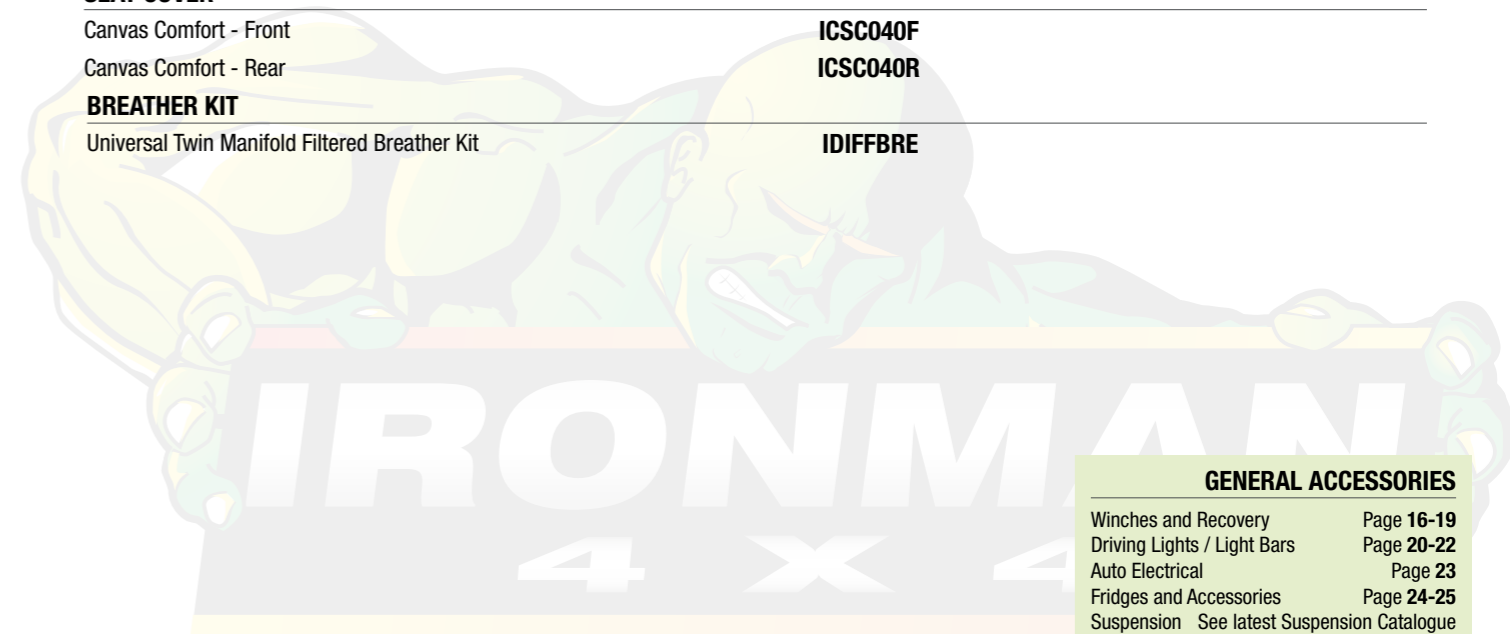 SEAT COVER
Canvas Comfort - Front ICSC040F
Canvas Comfort - Rear ICSC040R
BREATHER KIT
Universal Twin Manifold Filtered Breather Kit IDIFFBRE
IRONMAN
4 X 4
GENERAL ACCESSORIES
Winches and Recovery Page 16-19
Driving Lights / Light Bars Page 20-22
Auto Electrical Page 23
Fridges and Accessories Page 24-25
Suspension See latest Suspension Catalogue